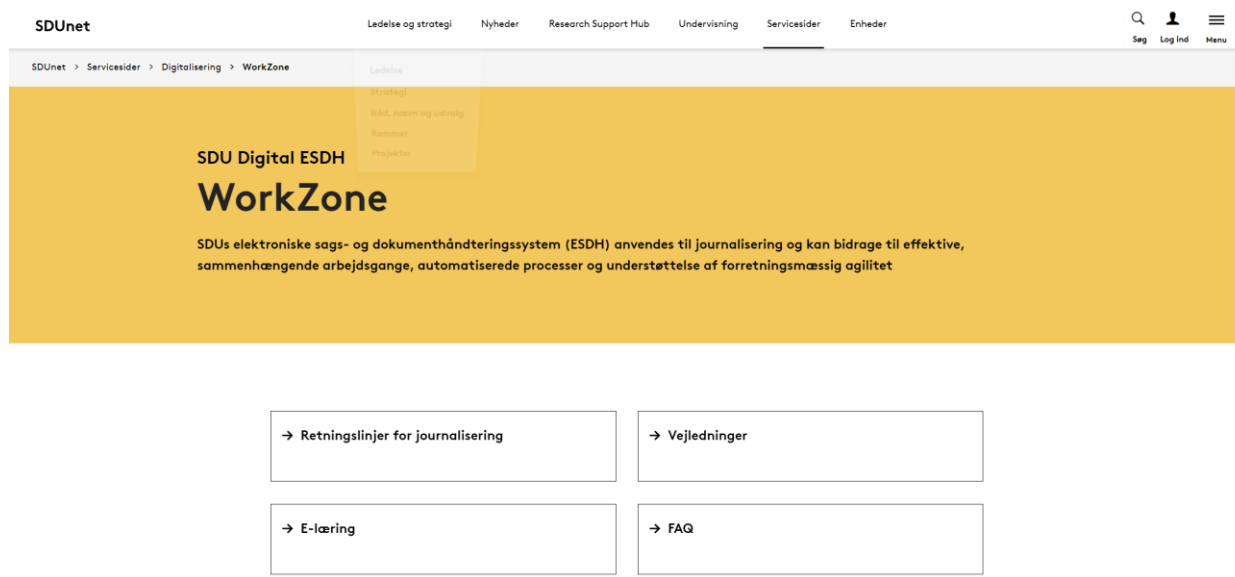 SDUnet
Ledelse og strategi Nyheder Research Support Hub Undervisning Servicesider Enheder
Søg Log Ind Menu
SDUnet > Servicesider > Digitalisering > WorkZone
Ledelse
Strategi
Råd, nævn og udvalg
Rammer
Projekter
SDU Digital ESDH
WorkZone
SDUs elektroniske sags- og dokumenthåndteringssystem (ESDH) anvendes til journalisering og kan bidrage til effektive,
sammenhængende arbejdsgange, automatiserede processer og understøttelse af forretningsmæssig agilitet
→ Retningslinjer for journalisering
→ Vejledninger
→ E-læring
→ FAQ